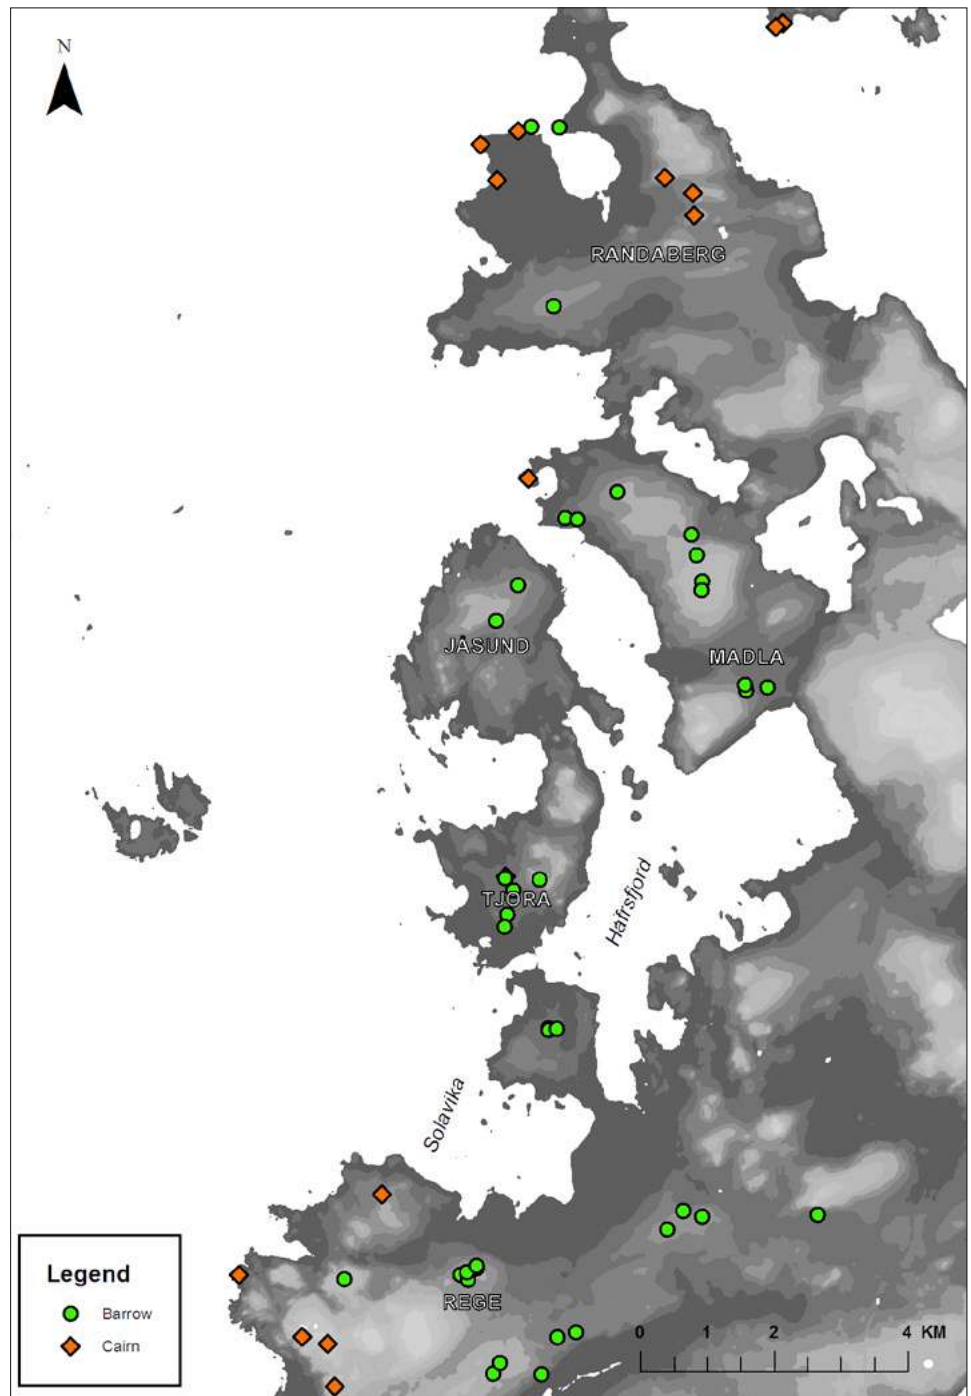 N
RANDABERG
JÅSUND
MADLA
TJORA
Hafrsfjord
Solavika
REGE
Legend
Barrow
Cairn
0 1 2 4 KM